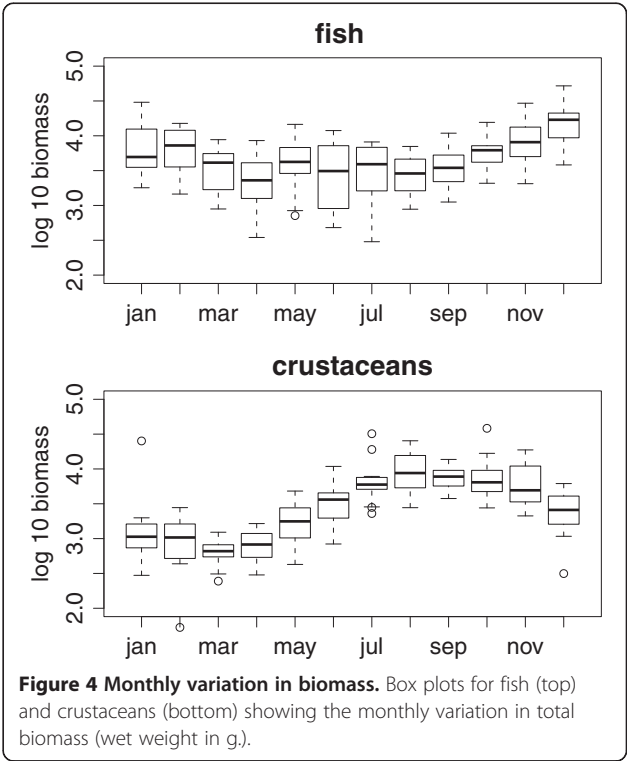 fish
log 10 biomass
5.0
4.0
3.0
2.0
jan mar may jul sep nov
crustaceans
log 10 biomass
5.0
4.0
3.0
2.0
jan mar may jul sep nov
Figure 4 Monthly variation in biomass. Box plots for fish (top)
and crustaceans (bottom) showing the monthly variation in total
biomass (wet weight in g.).